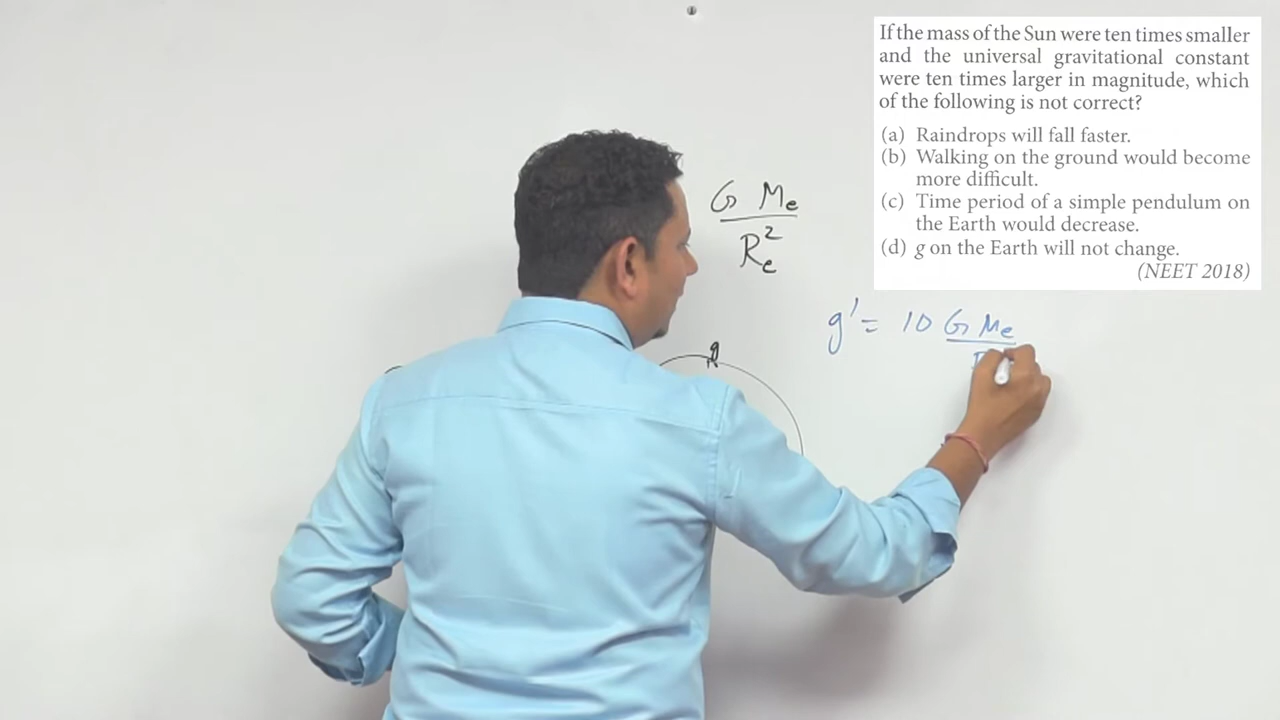 If the mass of the Sun were ten times smaller
and the universal gravitational constant
were ten times larger in magnitude, which
of the following is not correct?
(a) Raindrops will fall faster.
(b) Walking on the ground would become
more difficult.
(c) Time period of a simple pendulum on
the Earth would decrease.
(d) g on the Earth will not change.
(NEET 2018)
G Me
Re²
g' = 10 G Me
g